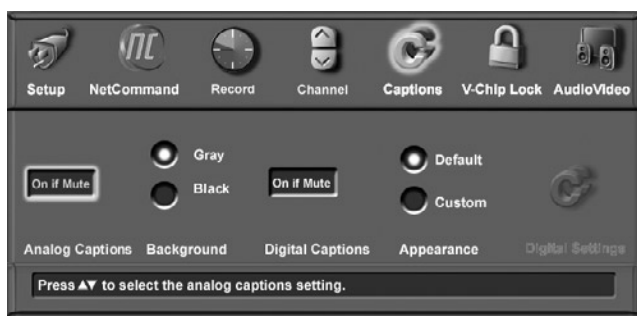 NC
Setup NetCommand Record Channel Captions V-Chip Lock AudioVideo
Gray Default
On if Mute On if Mute
Black Custom
Analog Captions Background Digital Captions Appearance Digital Settings
Press ▲▼ to select the analog captions setting.